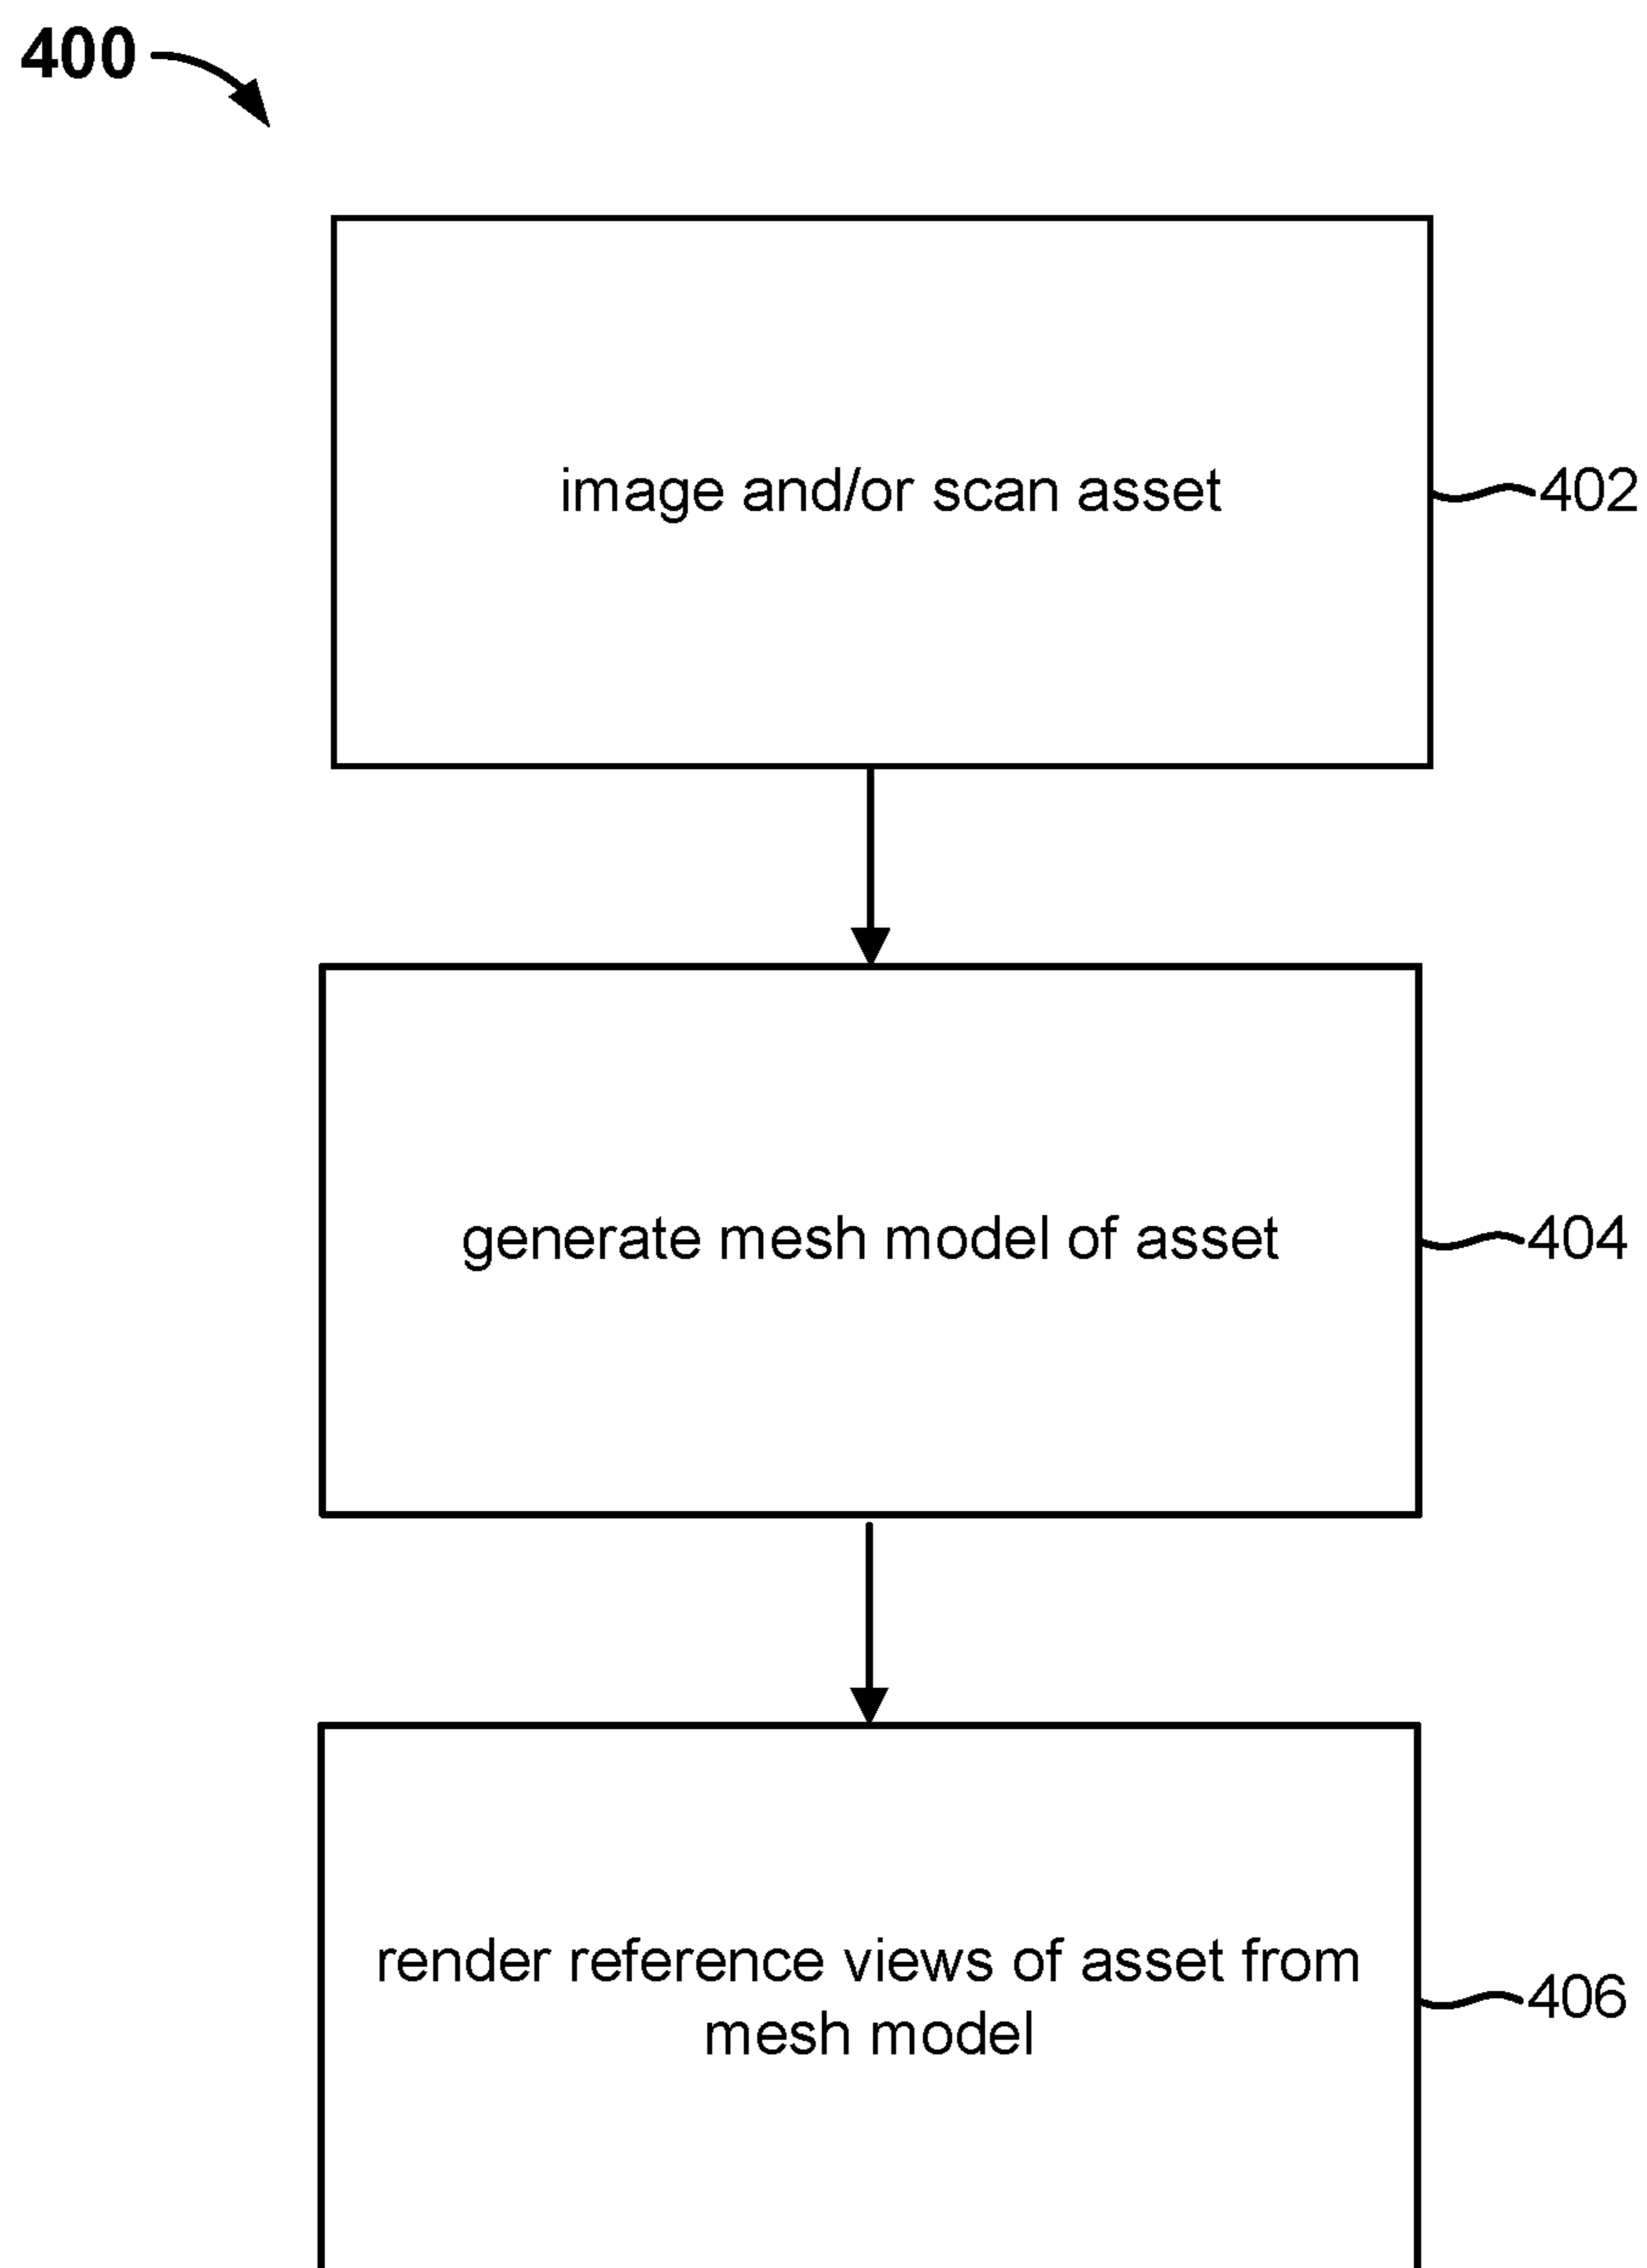 400
image and/or scan asset
402
generate mesh model of asset
404
render reference views of asset from
mesh model
406